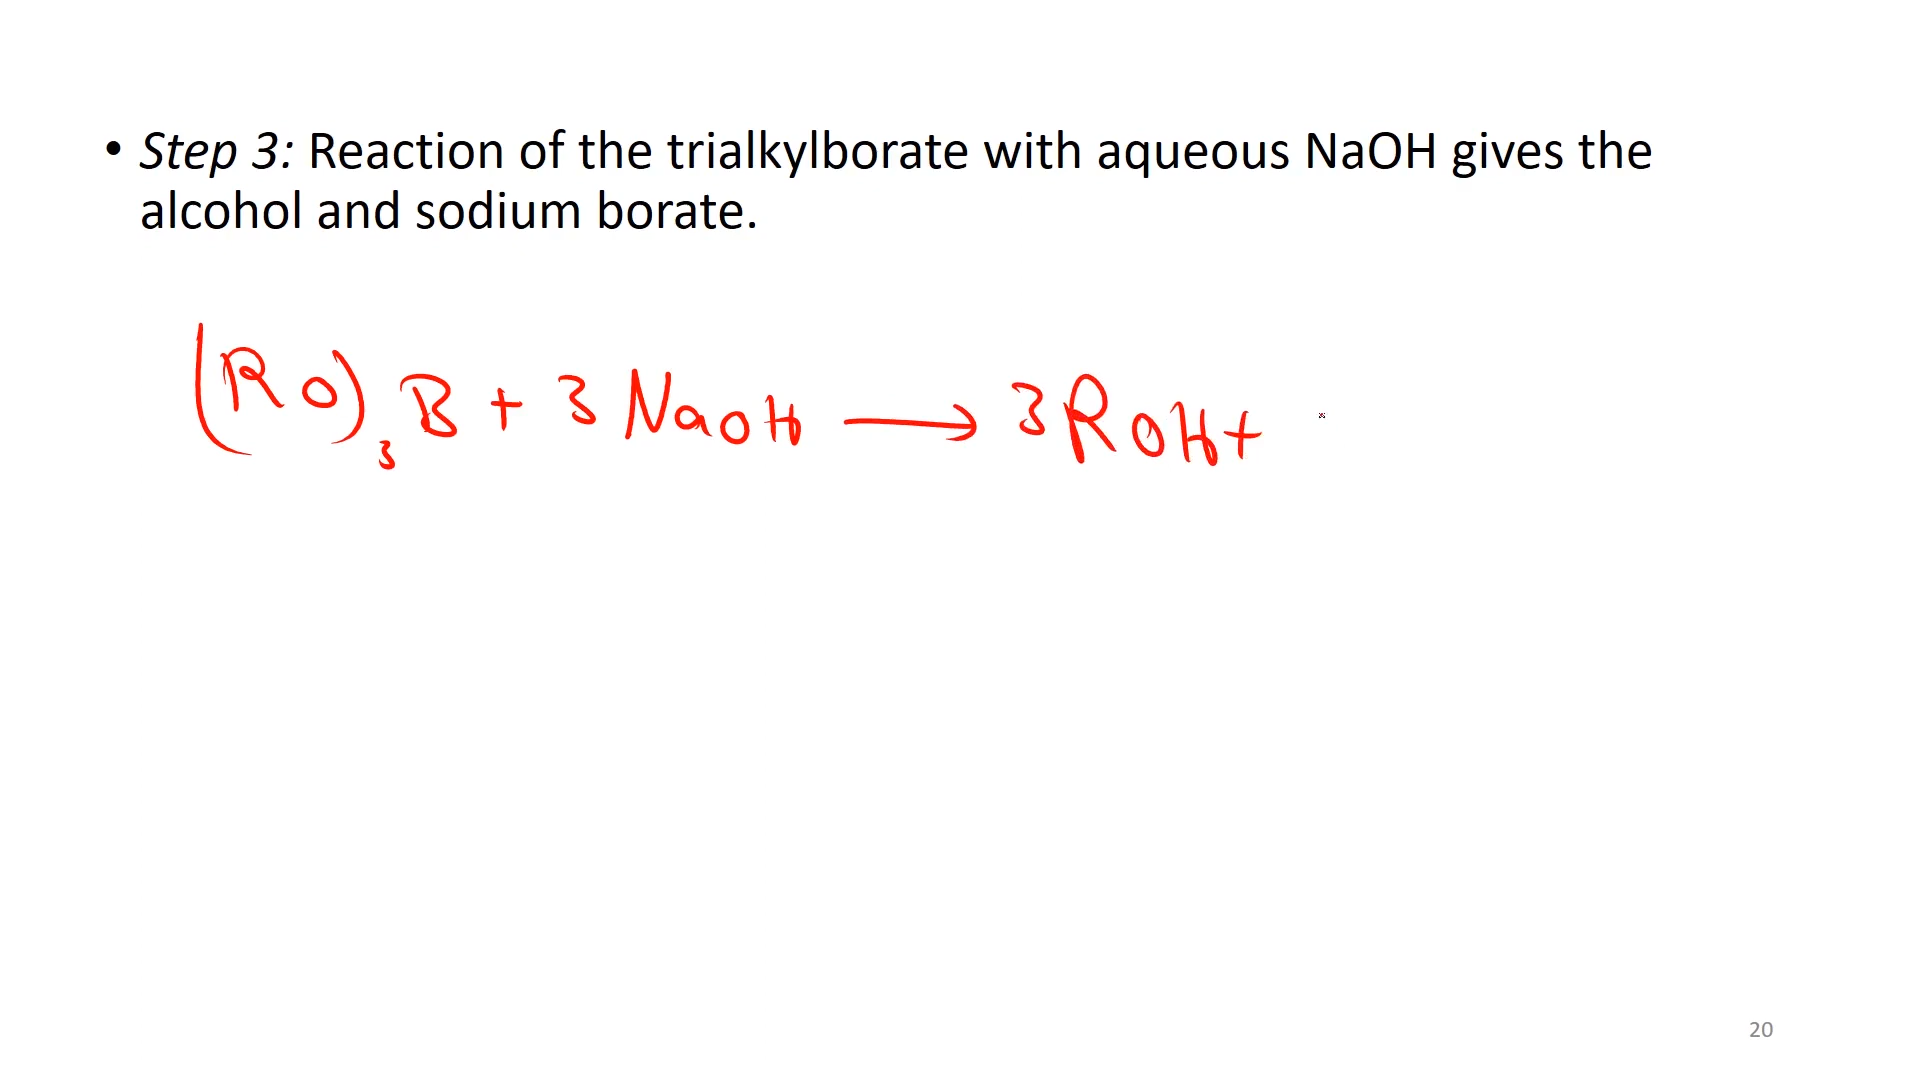 • Step 3: Reaction of the trialkylborate with aqueous NaOH gives the
alcohol and sodium borate.
(RO)₃B + 3 NaOH → 3ROH +
20